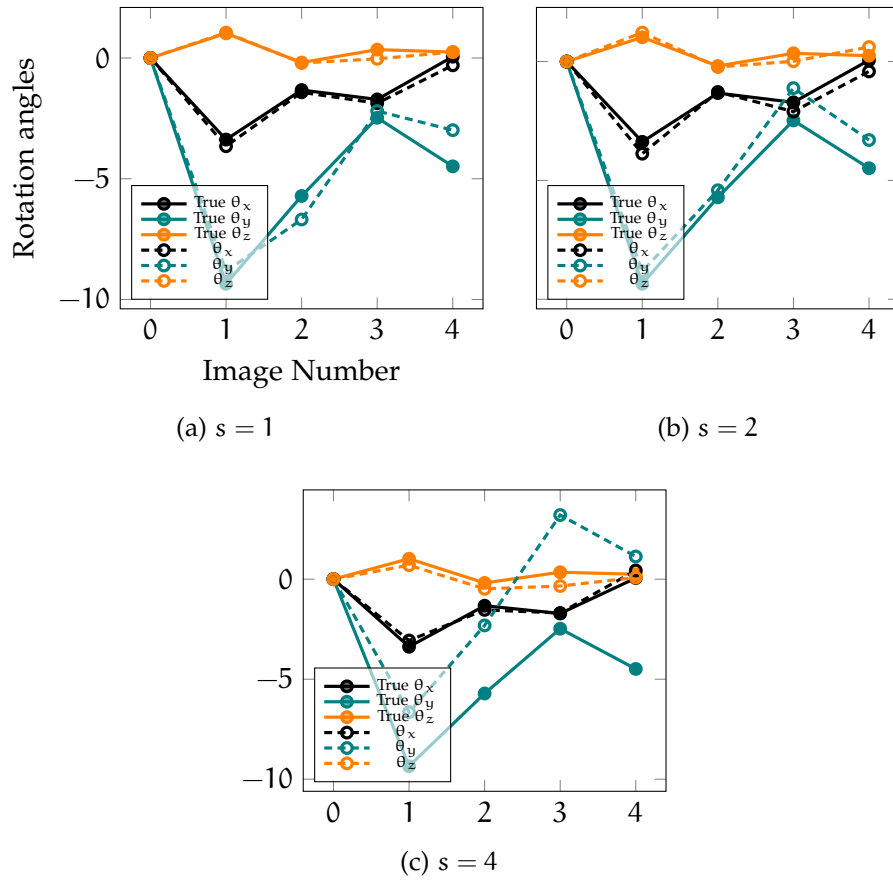 Rotation angles
0
−5
−10
True θx
True θy
True θz
θx
θy
θz
0 1 2 3 4
Image Number
(a) s = 1
True θx
True θy
True θz
θx
θy
θz
0 1 2 3 4
(b) s = 2
0
−5
−10
True θx
True θy
True θz
θx
θy
θz
0 1 2 3 4
(c) s = 4